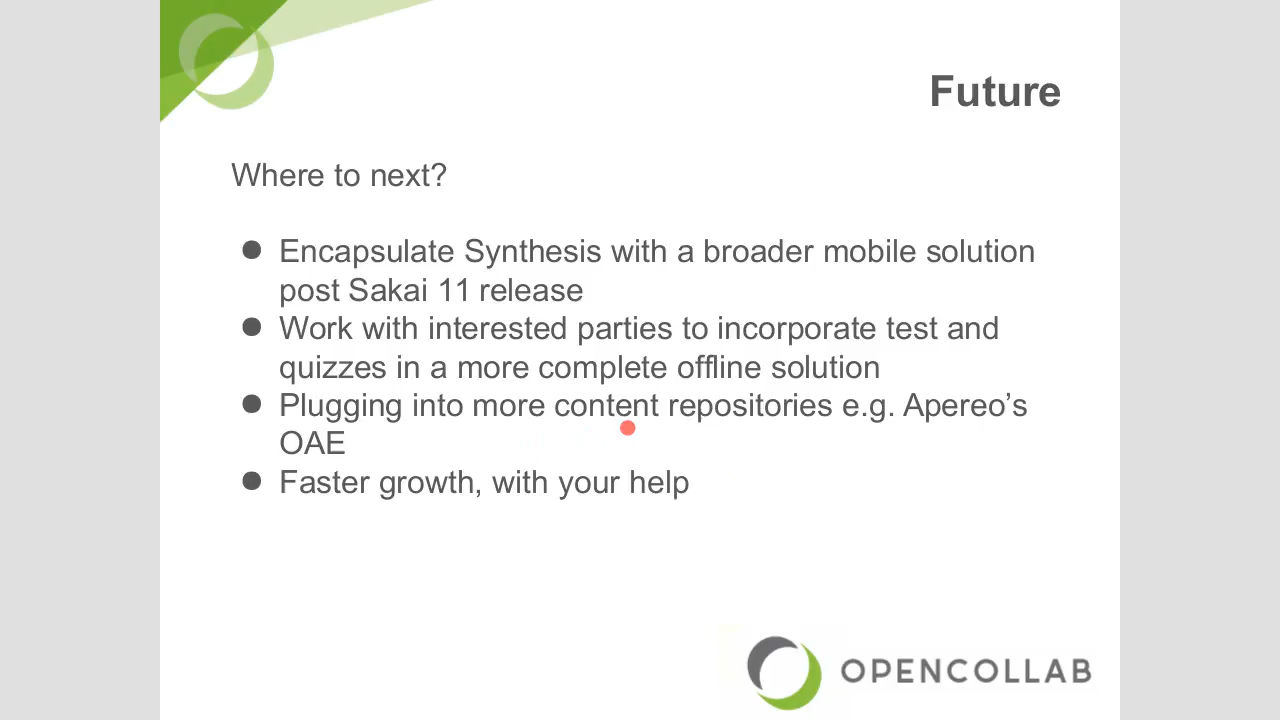 Future
Where to next?
● Encapsulate Synthesis with a broader mobile solution
post Sakai 11 release
● Work with interested parties to incorporate test and
quizzes in a more complete offline solution
● Plugging into more content repositories e.g. Apereo’s
OAE
● Faster growth, with your help
OPENCOLLAB